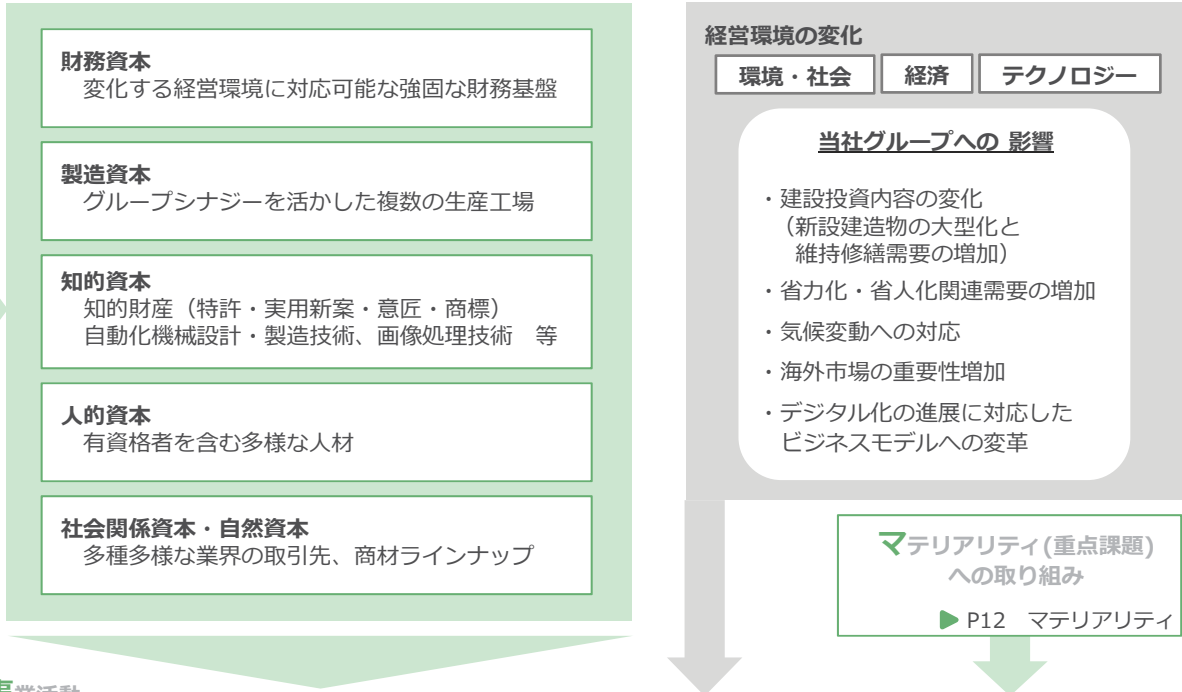 財務資本
変化する経営環境に対応可能な強固な財務基盤
製造資本
グループシナジーを活かした複数の生産工場
知的資本
知的財産（特許・実用新案・意匠・商標）
自動化機械設計・製造技術、画像処理技術　等
人的資本
有資格者を含む多様な人材
社会関係資本・自然資本
多種多様な業界の取引先、商材ラインナップ
経営環境の変化
環境・社会
経済
テクノロジー
当社グループへの 影響
・建設投資内容の変化
（新設建造物の大型化と
維持修繕需要の増加）
・省力化・省人化関連需要の増加
・気候変動への対応
・海外市場の重要性増加
・デジタル化の進展に対応した
ビジネスモデルへの変革
マテリアリティ(重点課題)
への取り組み
▶ P12　マテリアリティ
事業活動